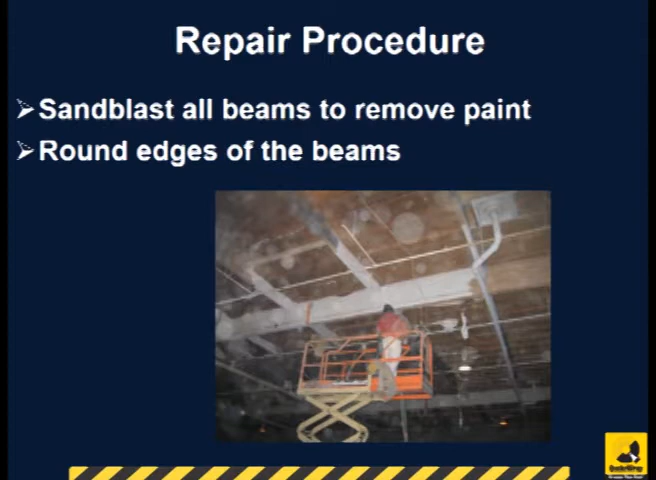 Repair Procedure
Sandblast all beams to remove paint
Round edges of the beams